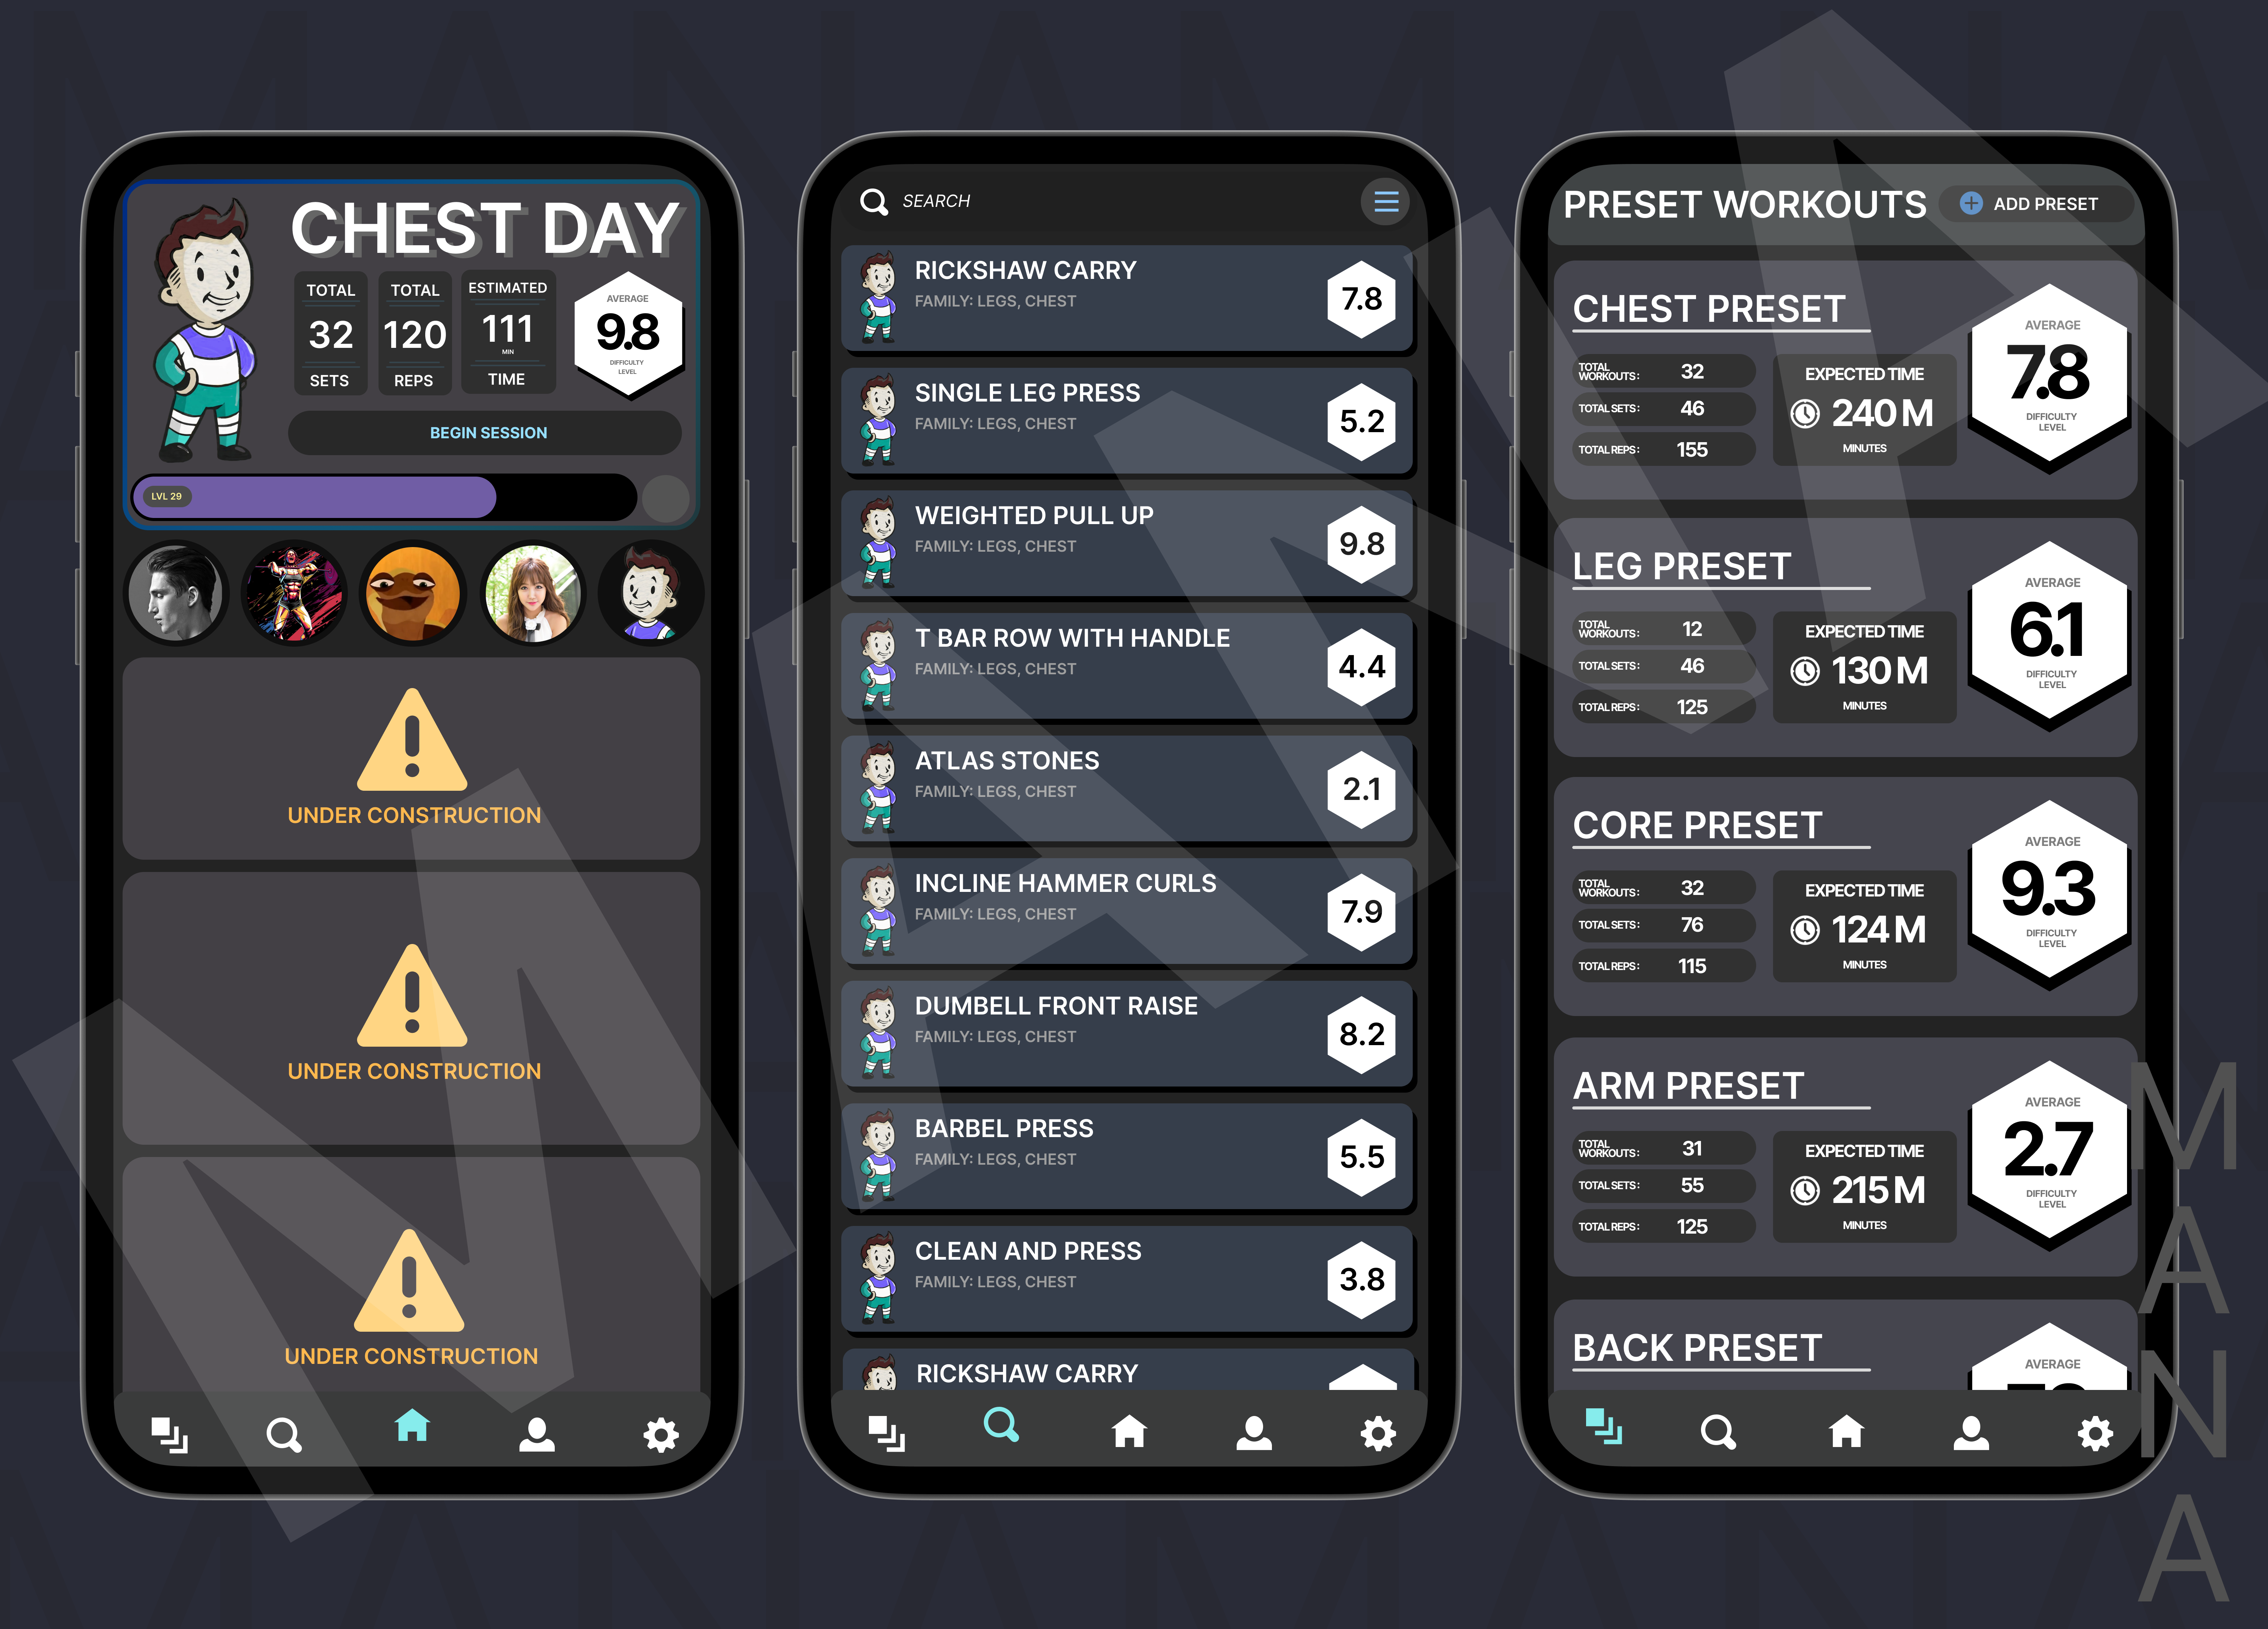 CHEST DAY
TOTAL
32
SETS
TOTAL
120
REPS
ESTIMATED
111
MIN
TIME
AVERAGE
9.8
DIFFICULTY
LEVEL
BEGIN SESSION
LVL 29
UNDER CONSTRUCTION
UNDER CONSTRUCTION
UNDER CONSTRUCTION
SEARCH
RICKSHAW CARRY
FAMILY: LEGS, CHEST
7.8
SINGLE LEG PRESS
FAMILY: LEGS, CHEST
5.2
WEIGHTED PULL UP
FAMILY: LEGS, CHEST
9.8
T BAR ROW WITH HANDLE
FAMILY: LEGS, CHEST
4.4
ATLAS STONES
FAMILY: LEGS, CHEST
2.1
INCLINE HAMMER CURLS
FAMILY: LEGS, CHEST
7.9
DUMBELL FRONT RAISE
FAMILY: LEGS, CHEST
8.2
BARBEL PRESS
FAMILY: LEGS, CHEST
5.5
CLEAN AND PRESS
FAMILY: LEGS, CHEST
3.8
RICKSHAW CARRY
PRESET WORKOUTS
ADD PRESET
CHEST PRESET
TOTAL
WORKOUTS: 32
TOTAL SETS: 46
TOTAL REPS: 155
EXPECTED TIME
240 M
MINUTES
AVERAGE
7.8
DIFFICULTY
LEVEL
LEG PRESET
TOTAL
WORKOUTS: 12
TOTAL SETS: 46
TOTAL REPS: 125
EXPECTED TIME
130 M
MINUTES
AVERAGE
6.1
DIFFICULTY
LEVEL
CORE PRESET
TOTAL
WORKOUTS: 32
TOTAL SETS: 76
TOTAL REPS: 115
EXPECTED TIME
124 M
MINUTES
AVERAGE
9.3
DIFFICULTY
LEVEL
ARM PRESET
TOTAL
WORKOUTS: 31
TOTAL SETS: 55
TOTAL REPS: 125
EXPECTED TIME
215 M
MINUTES
AVERAGE
2.7
DIFFICULTY
LEVEL
BACK PRESET
AVERAGE
MANA
MANA